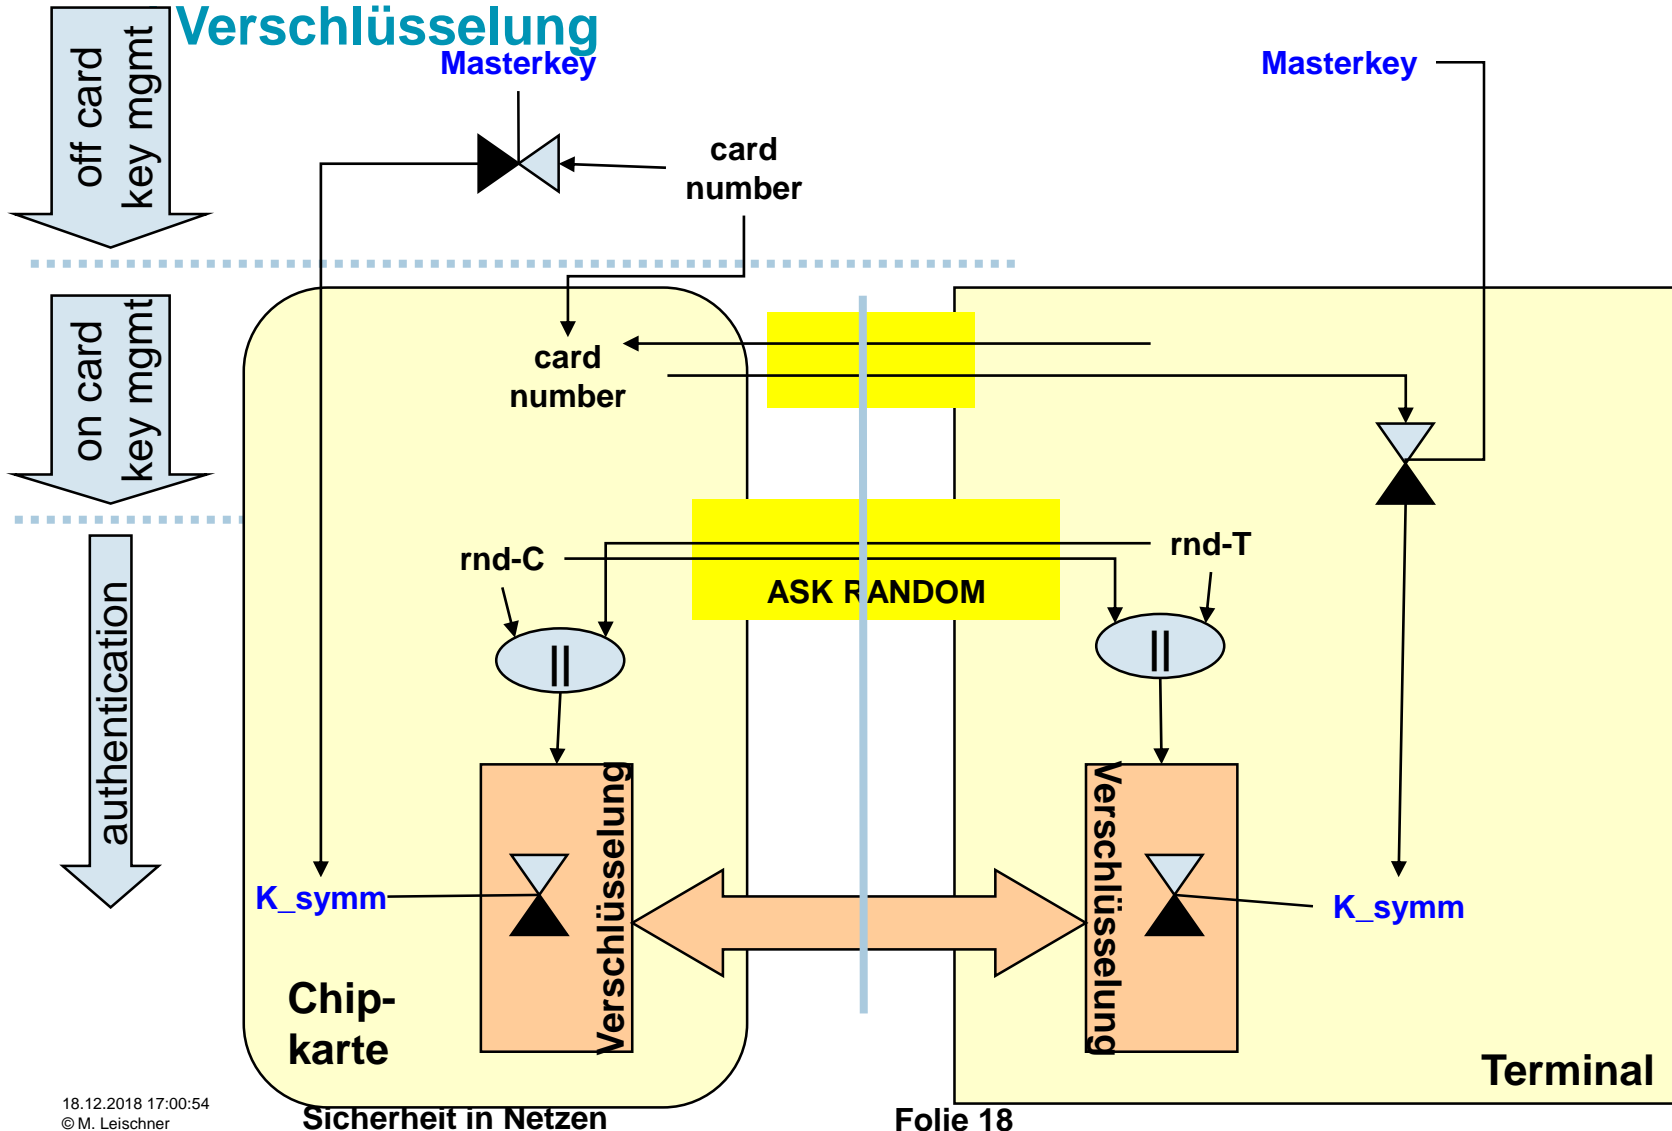 Verschlüsselung
off card
key mgmt
Masterkey
Masterkey
card
number
on card
key mgmt
card
number
authentication
rnd-C
rnd-T
ASK RANDOM
||
||
Verschlüsselung
Verschlüsselung
K_symm
K_symm
Chip-
karte
Terminal
18.12.2018 17:00:54
© M. Leischner
Sicherheit in Netzen
Folie 18